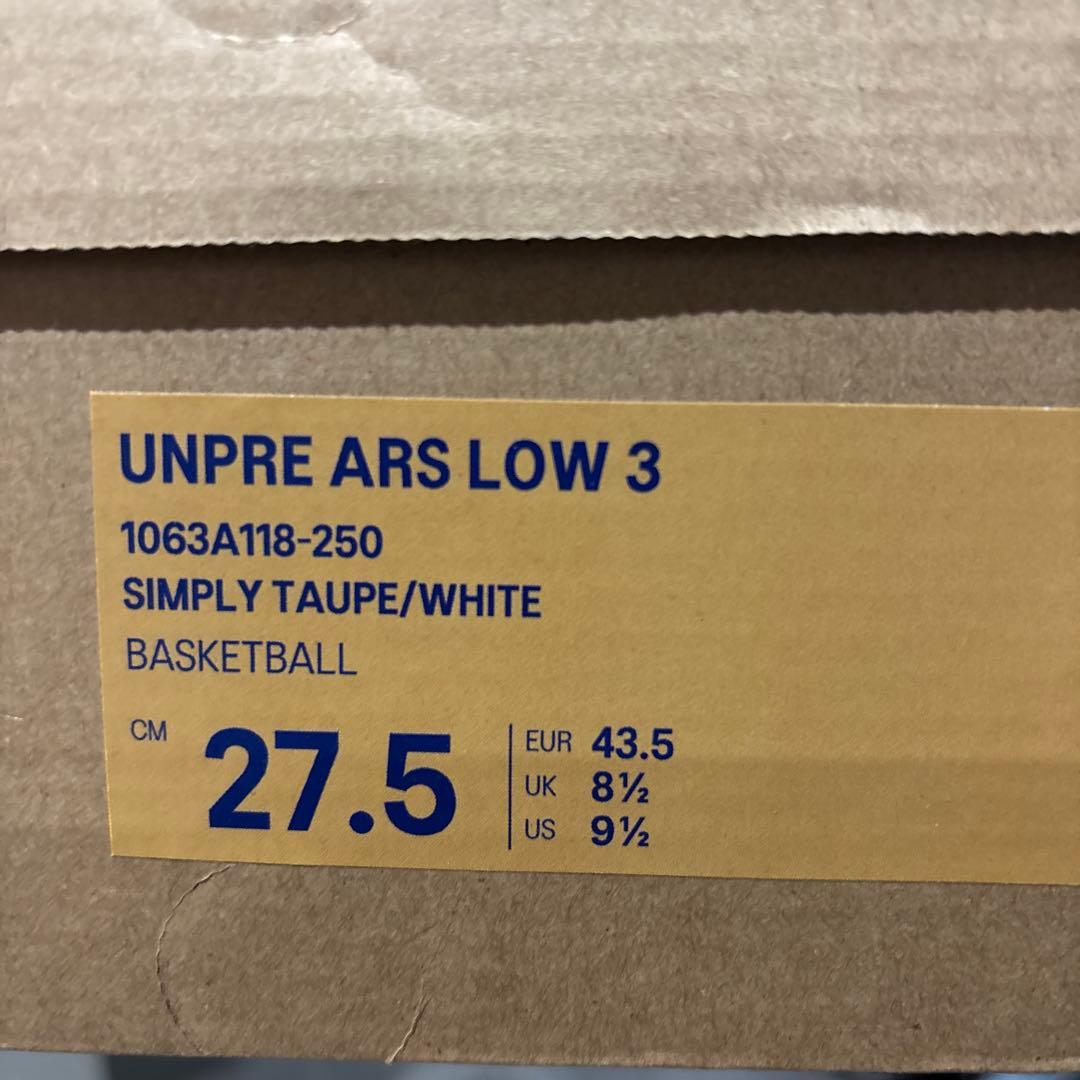 UNPRE ARS LOW 3
1063A118-250
SIMPLY TAUPE/WHITE
BASKETBALL
CM 27.5
EUR 43.5
UK 8½
US 9½